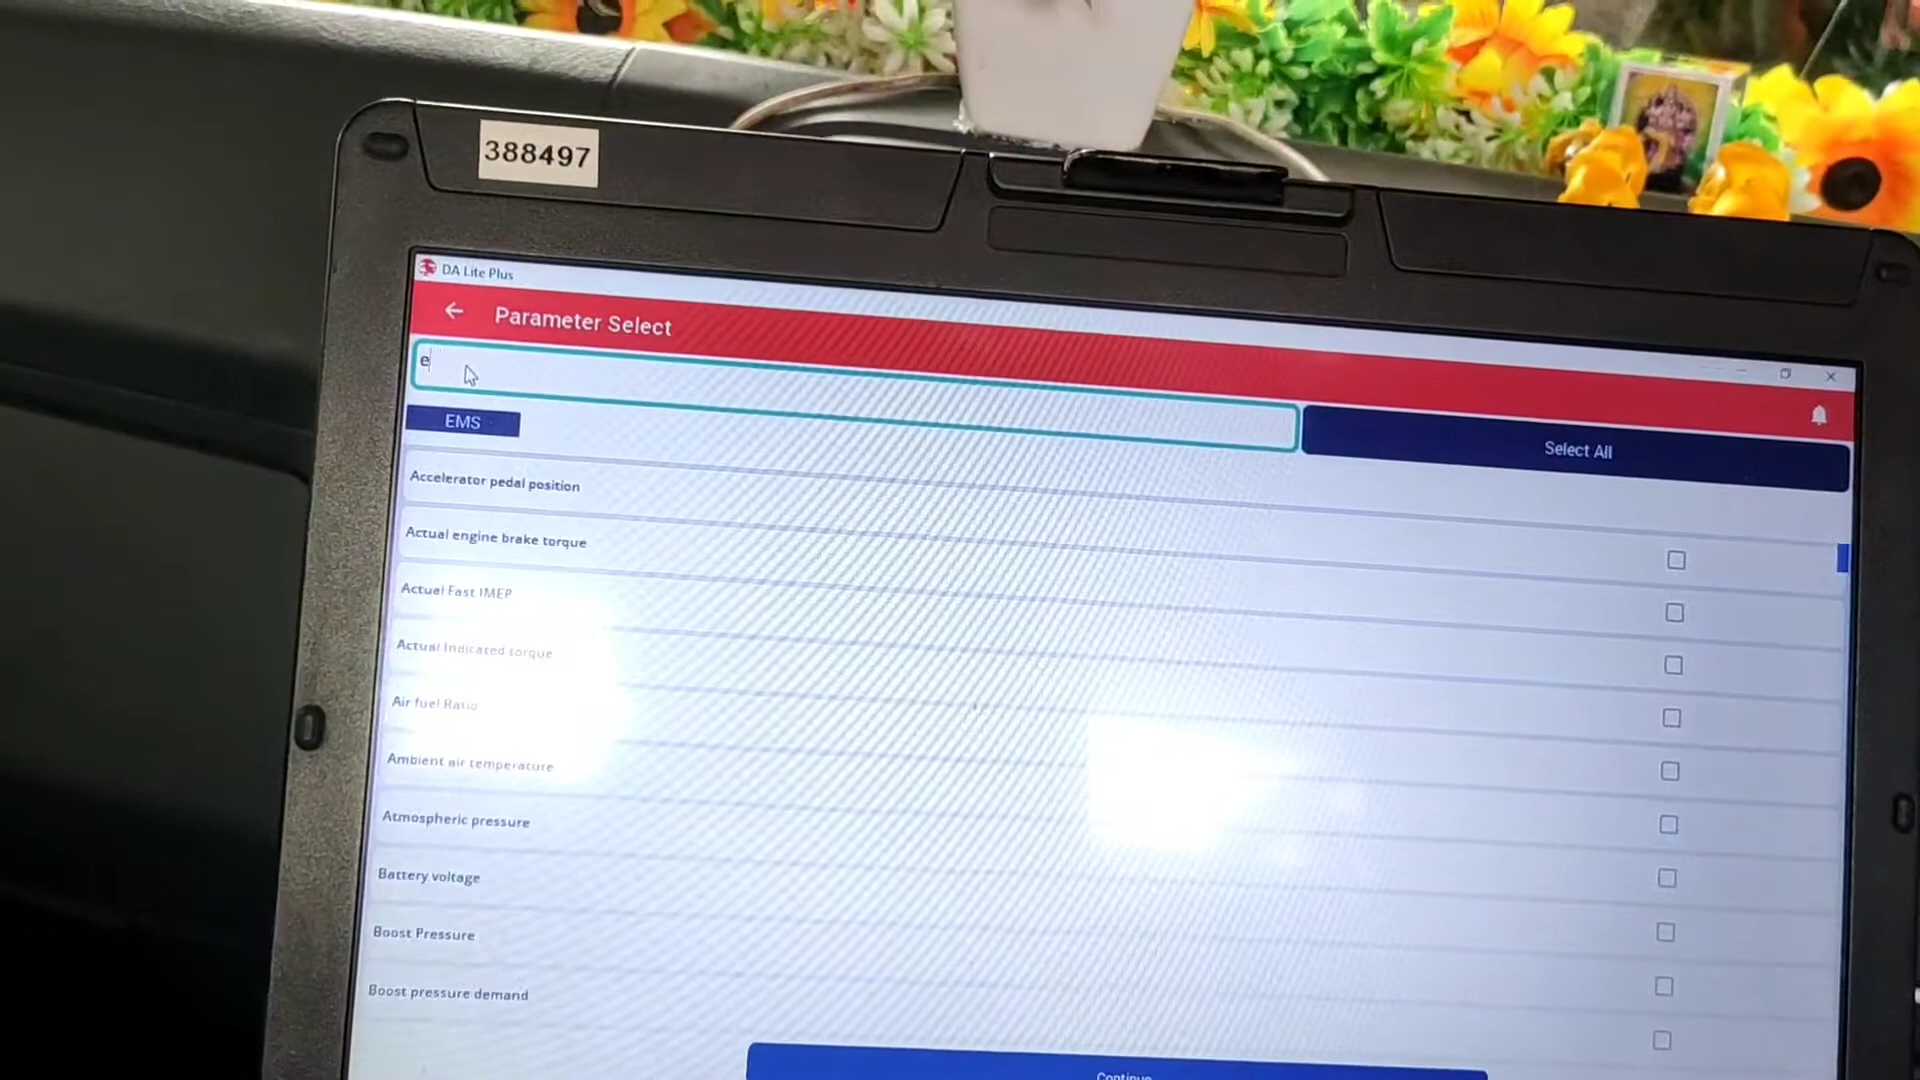 388497
DA Lite Plus
Parameter Select
e
Select All
EMS
Accelerator pedal position
Actual engine brake torque
Actual Fast IMEP
Actual Indicated torque
Air fuel Ratio
Ambient air temperature
Atmospheric pressure
Battery voltage
Boost Pressure
Boost pressure demand
Continue